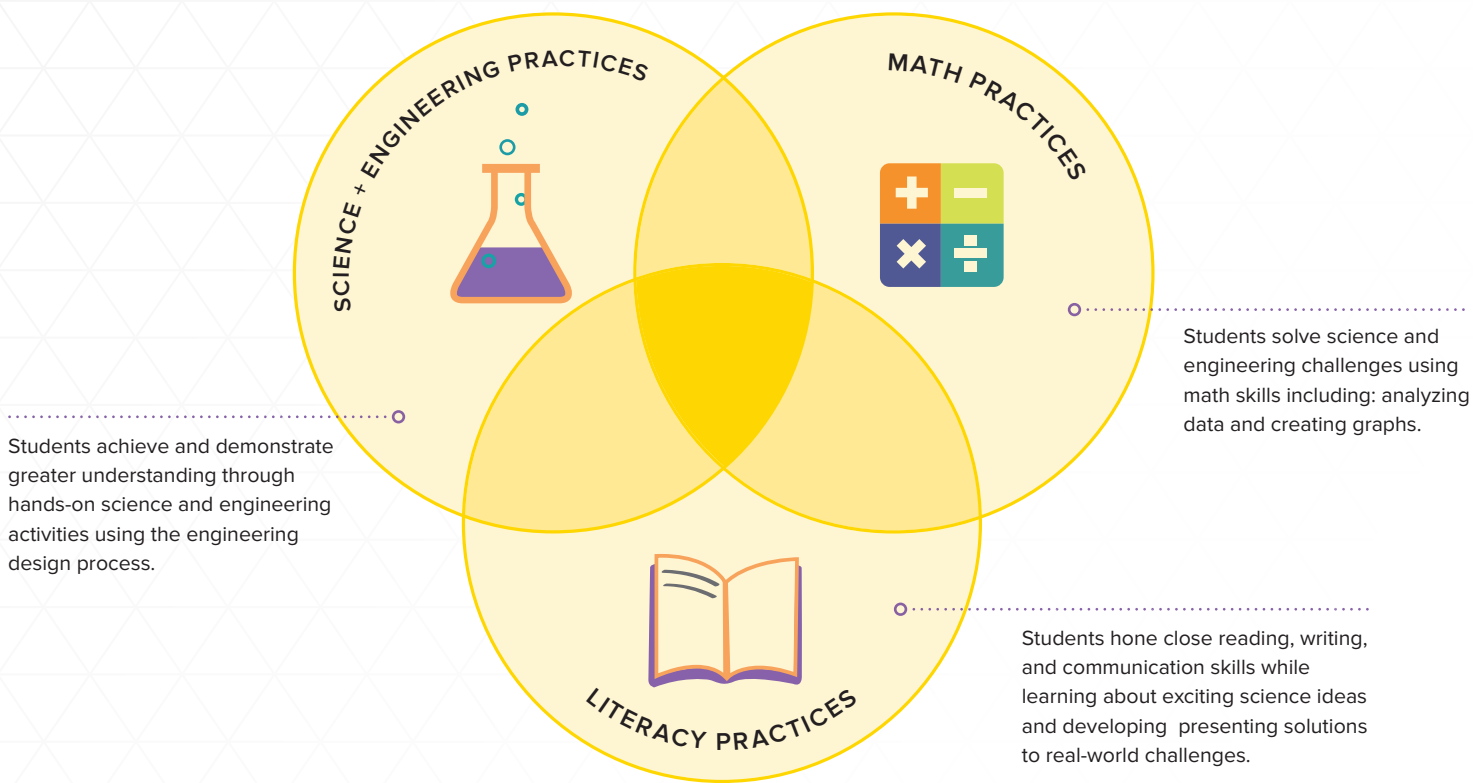 SCIENCE + ENGINEERING PRACTICES
MATH PRACTICES
Students solve science and
engineering challenges using
math skills including: analyzing
data and creating graphs.
Students achieve and demonstrate
greater understanding through
hands-on science and engineering
activities using the engineering
design process.
LITERACY PRACTICES
Students hone close reading, writing,
and communication skills while
learning about exciting science ideas
and developing  presenting solutions
to real-world challenges.